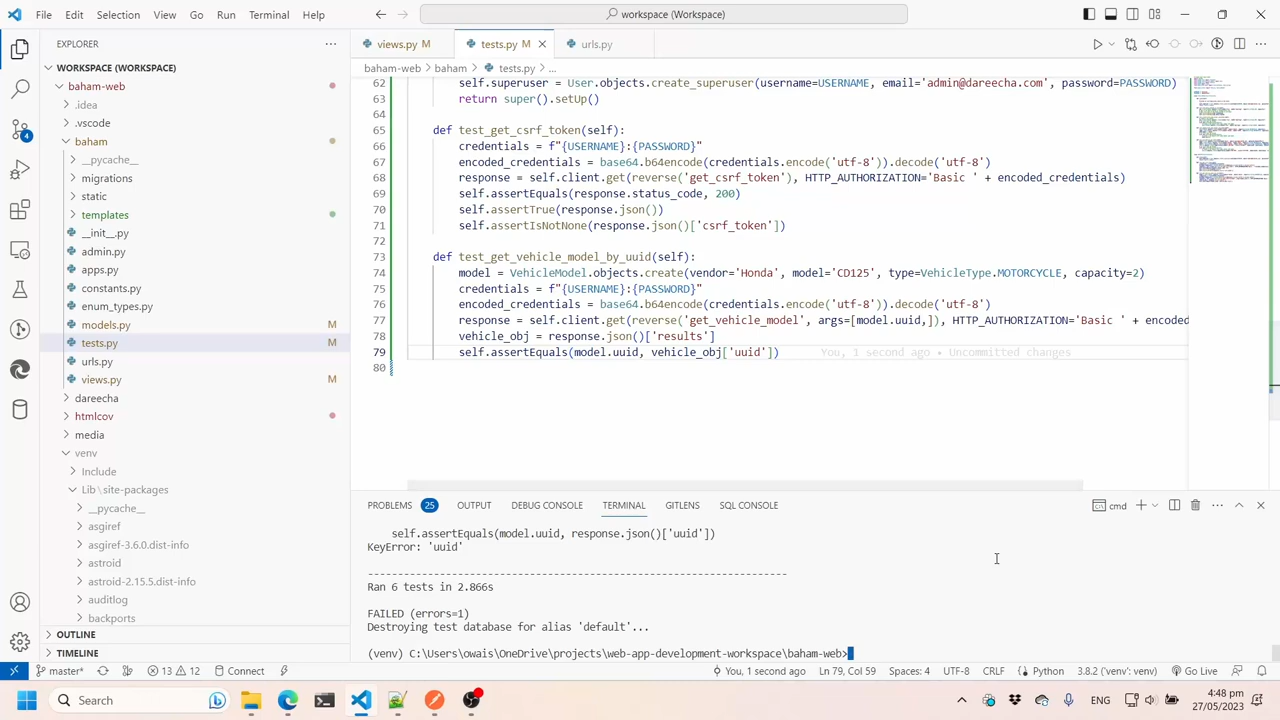 File Edit Selection View Go Run Terminal Help
workspace (Workspace)
EXPLORER
WORKSPACE (WORKSPACE)
baham-web
.idea
.vscode
baham
__pycache__
migrations
static
templates
__init__.py
admin.py
apps.py
constants.py
enum_types.py
models.py M
tests.py M
urls.py
views.py M
dareecha
htmlcov
media
venv
Include
Lib\site-packages
__pycache__
asgiref
asgiref-3.6.0.dist-info
astroid
astroid-2.15.5.dist-info
auditlog
backports
OUTLINE
TIMELINE
4
views.py M
tests.py M
urls.py
baham-web > baham > tests.py > ...
62 self.superuser = User.objects.create_superuser(username=USERNAME, email='admin@dareecha.com', password=PASSWORD)
63 return super().setUp()
64
65 def test_get_csrf_token(self):
66 credentials = f"{USERNAME}:{PASSWORD}"
67 encoded_credentials = base64.b64encode(credentials.encode('utf-8')).decode('utf-8')
68 response = self.client.get(reverse('get_csrf_token'), HTTP_AUTHORIZATION='Basic ' + encoded_credentials)
69 self.assertEquals(response.status_code, 200)
70 self.assertTrue(response.json())
71 self.assertIsNotNone(response.json()['csrf_token'])
72
73 def test_get_vehicle_model_by_uuid(self):
74 model = VehicleModel.objects.create(vendor='Honda', model='CD125', type=VehicleType.MOTORCYCLE, capacity=2)
75 credentials = f"{USERNAME}:{PASSWORD}"
76 encoded_credentials = base64.b64encode(credentials.encode('utf-8')).decode('utf-8')
77 response = self.client.get(reverse('get_vehicle_model', args=[model.uuid,]), HTTP_AUTHORIZATION='Basic ' + encoded
78 vehicle_obj = response.json()['results']
79 self.assertEquals(model.uuid, vehicle_obj['uuid']) You, 1 second ago • Uncommitted changes
80
PROBLEMS 25 OUTPUT DEBUG CONSOLE TERMINAL GITLENS SQL CONSOLE
cmd
self.assertEquals(model.uuid, response.json()['uuid'])
KeyError: 'uuid'
----------------------------------------------------------------------
Ran 6 tests in 2.866s
FAILED (errors=1)
Destroying test database for alias 'default'...
(venv) C:\Users\owais\OneDrive\projects\web-app-development-workspace\baham-web>
master* 13 12 Connect You, 1 second ago Ln 79, Col 59 Spaces: 4 UTF-8 CRLF Python 3.8.2 ('venv': venv) Go Live
Search ENG 4:48 pm
27/05/2023